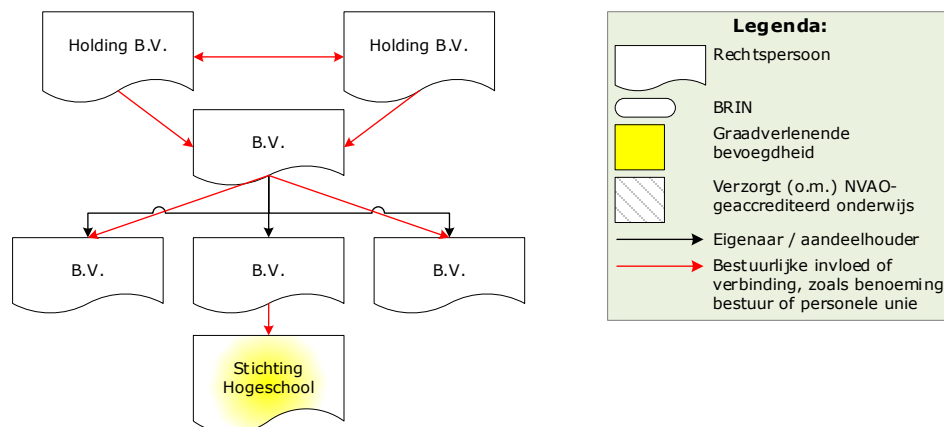 Holding B.V.
Holding B.V.
B.V.
B.V.
B.V.
B.V.
Stichting
Hogeschool
Legenda:
Rechtspersoon
BRIN
Graadverlenende
bevoegdheid
Verzorgt (o.m.) NVAO-
geaccrediteerd onderwijs
Eigenaar / aandeelhouder
Bestuurlijke invloed of
verbinding, zoals benoeming
bestuur of personele unie